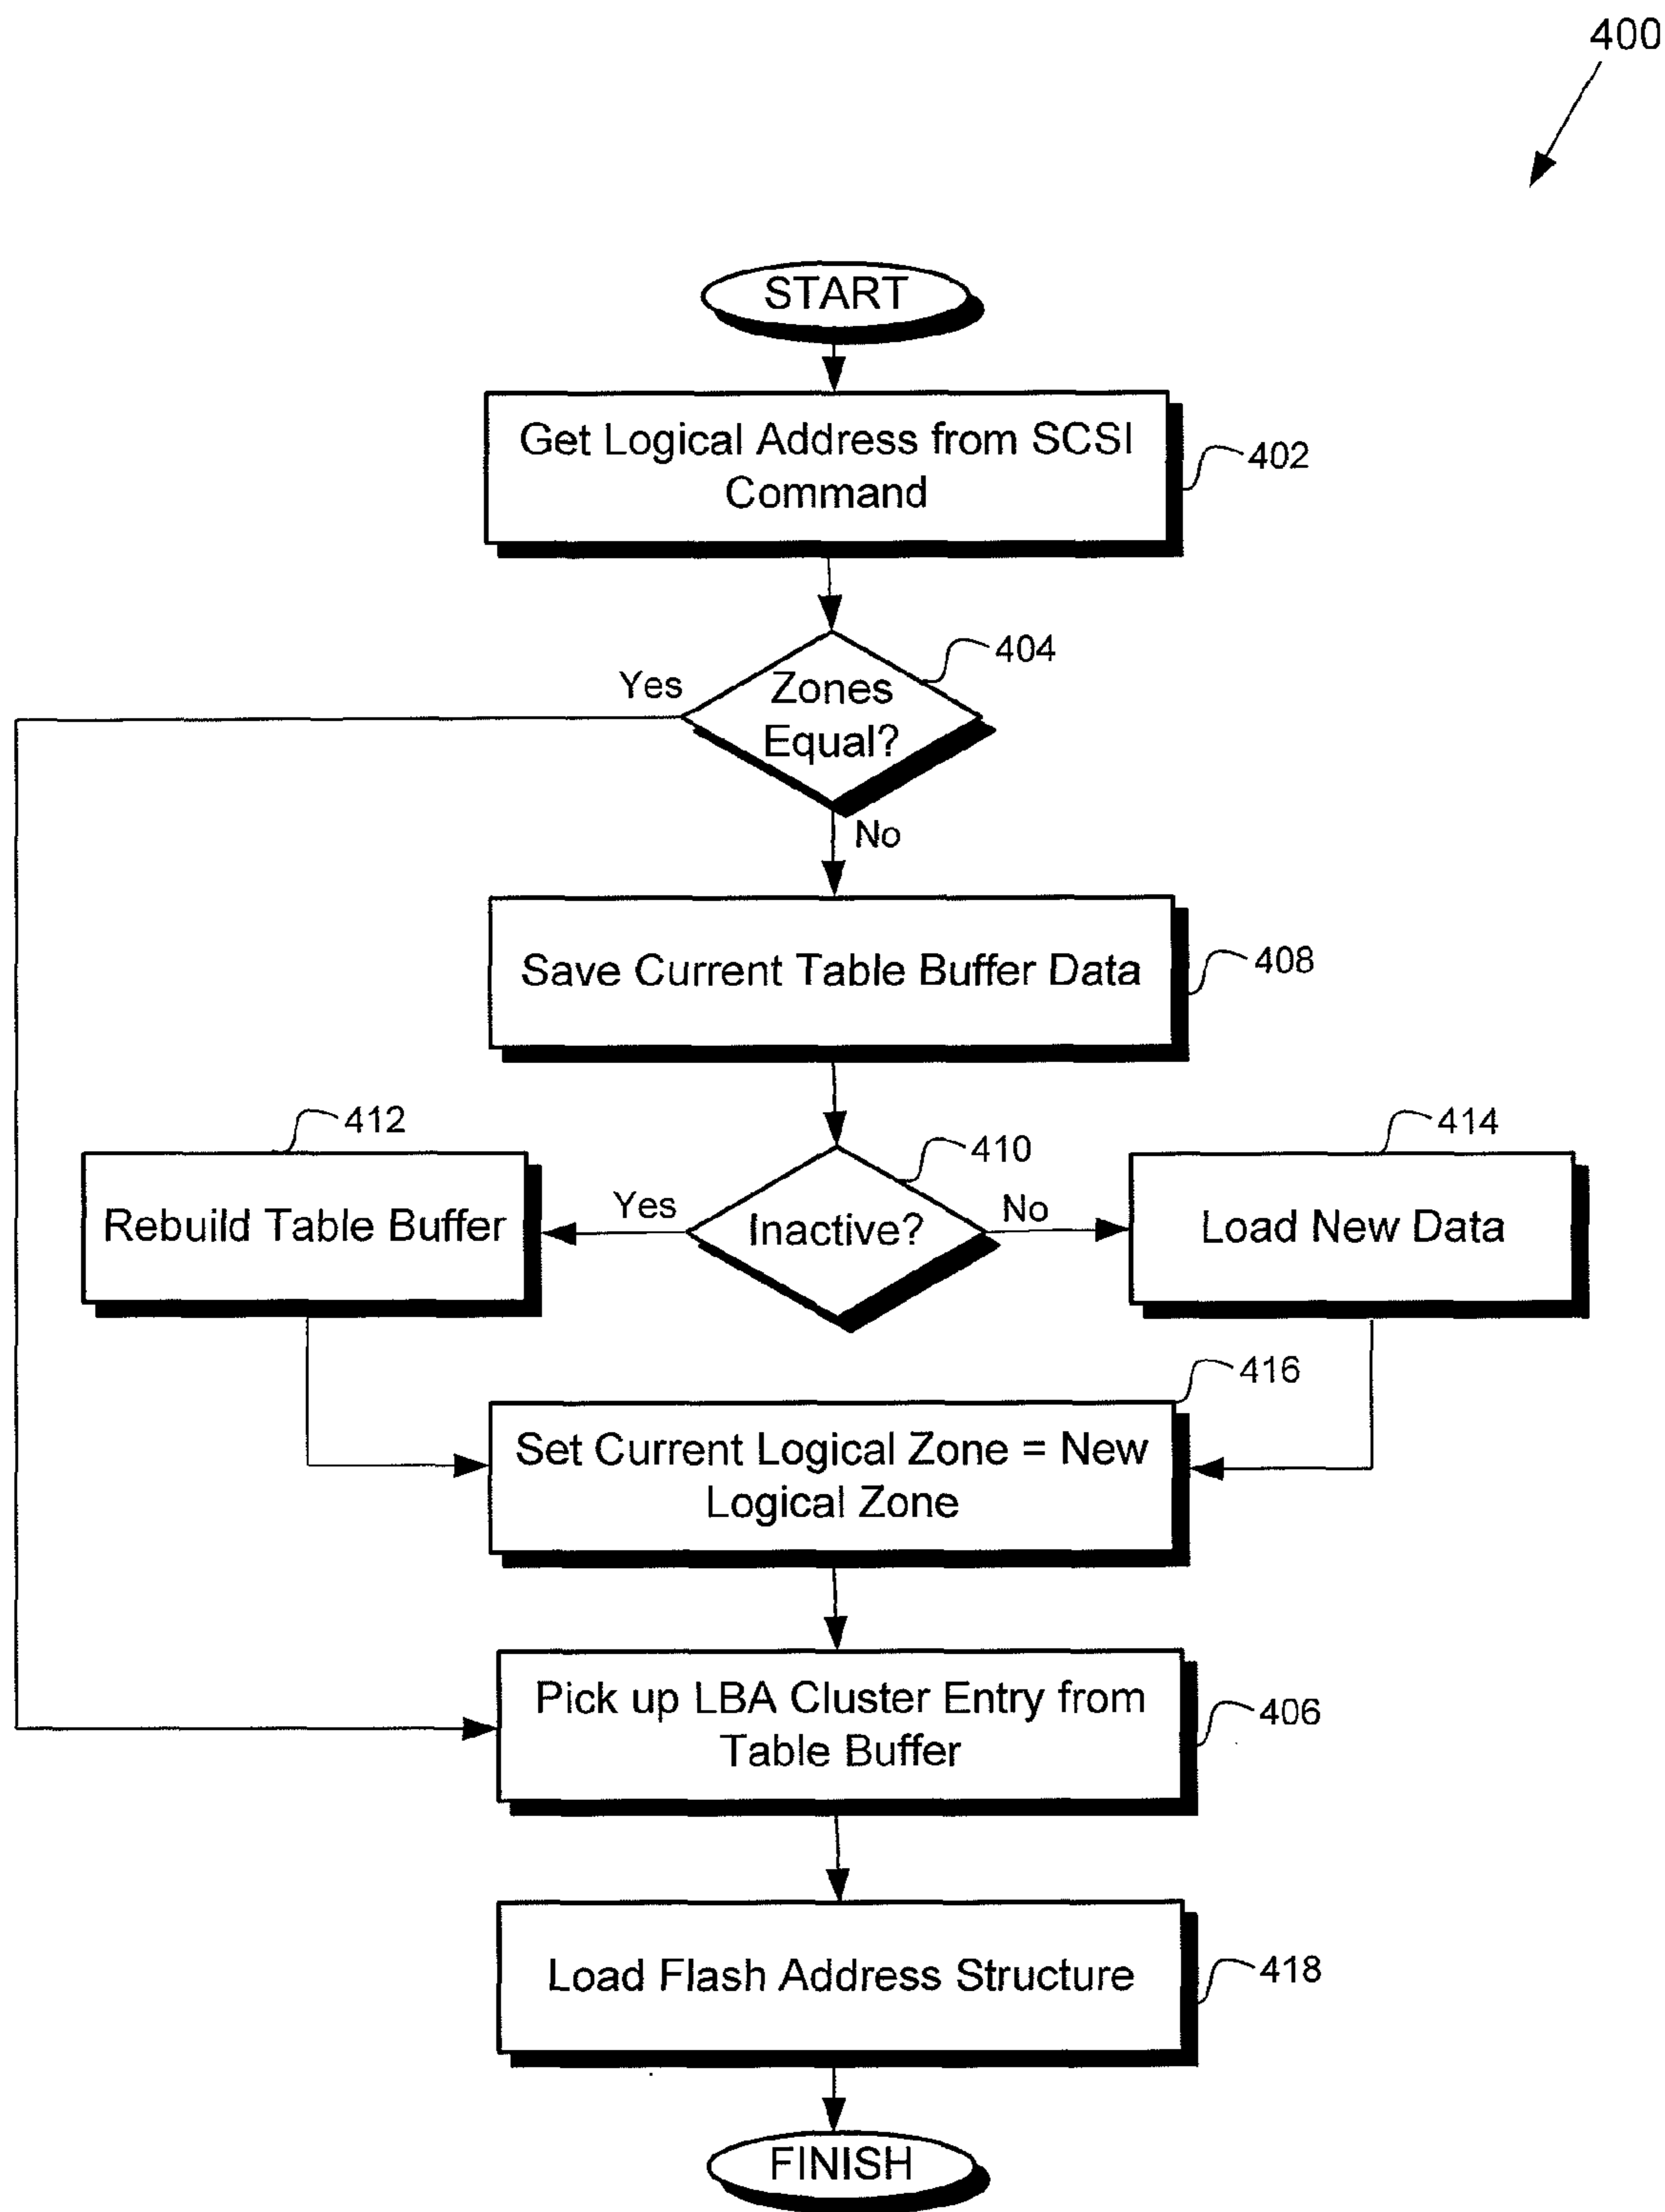 400
START
Get Logical Address from SCSI
Command
402
404
Yes
Zones
Equal?
No
Save Current Table Buffer Data
408
412
410
414
Rebuild Table Buffer
Yes
Inactive?
No
Load New Data
416
Set Current Logical Zone = New
Logical Zone
Pick up LBA Cluster Entry from
Table Buffer
406
Load Flash Address Structure
418
FINISH